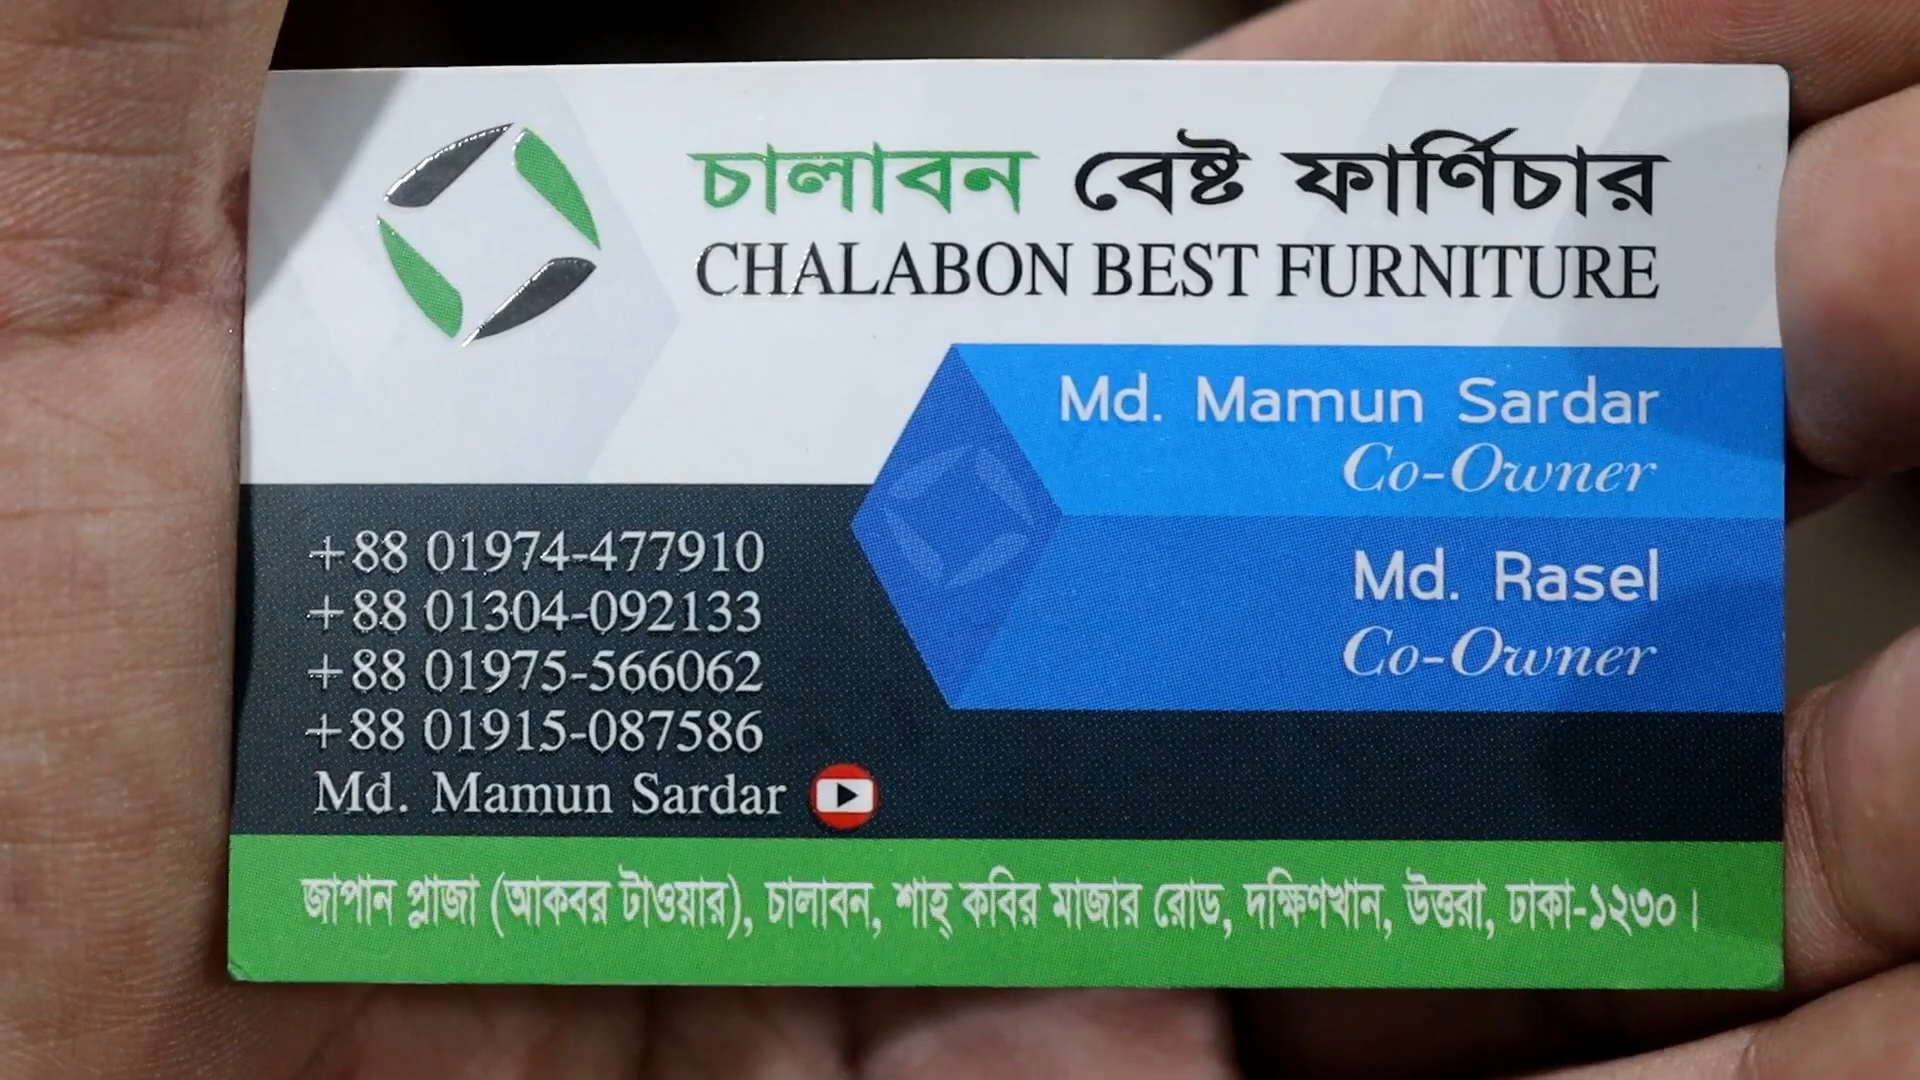 চালাবন বেষ্ট ফার্ণিচার
CHALABON BEST FURNITURE
Md. Mamun Sardar
Co-Owner
Md. Rasel
Co-Owner
+88 01974-477910
+88 01304-092133
+88 01975-566062
+88 01915-087586
Md. Mamun Sardar
জাপান প্লাজা (আকবর টাওয়ার), চালাবন, শাহ্ কবির মাজার রোড, দক্ষিণখান, উত্তরা, ঢাকা-১২৩০।